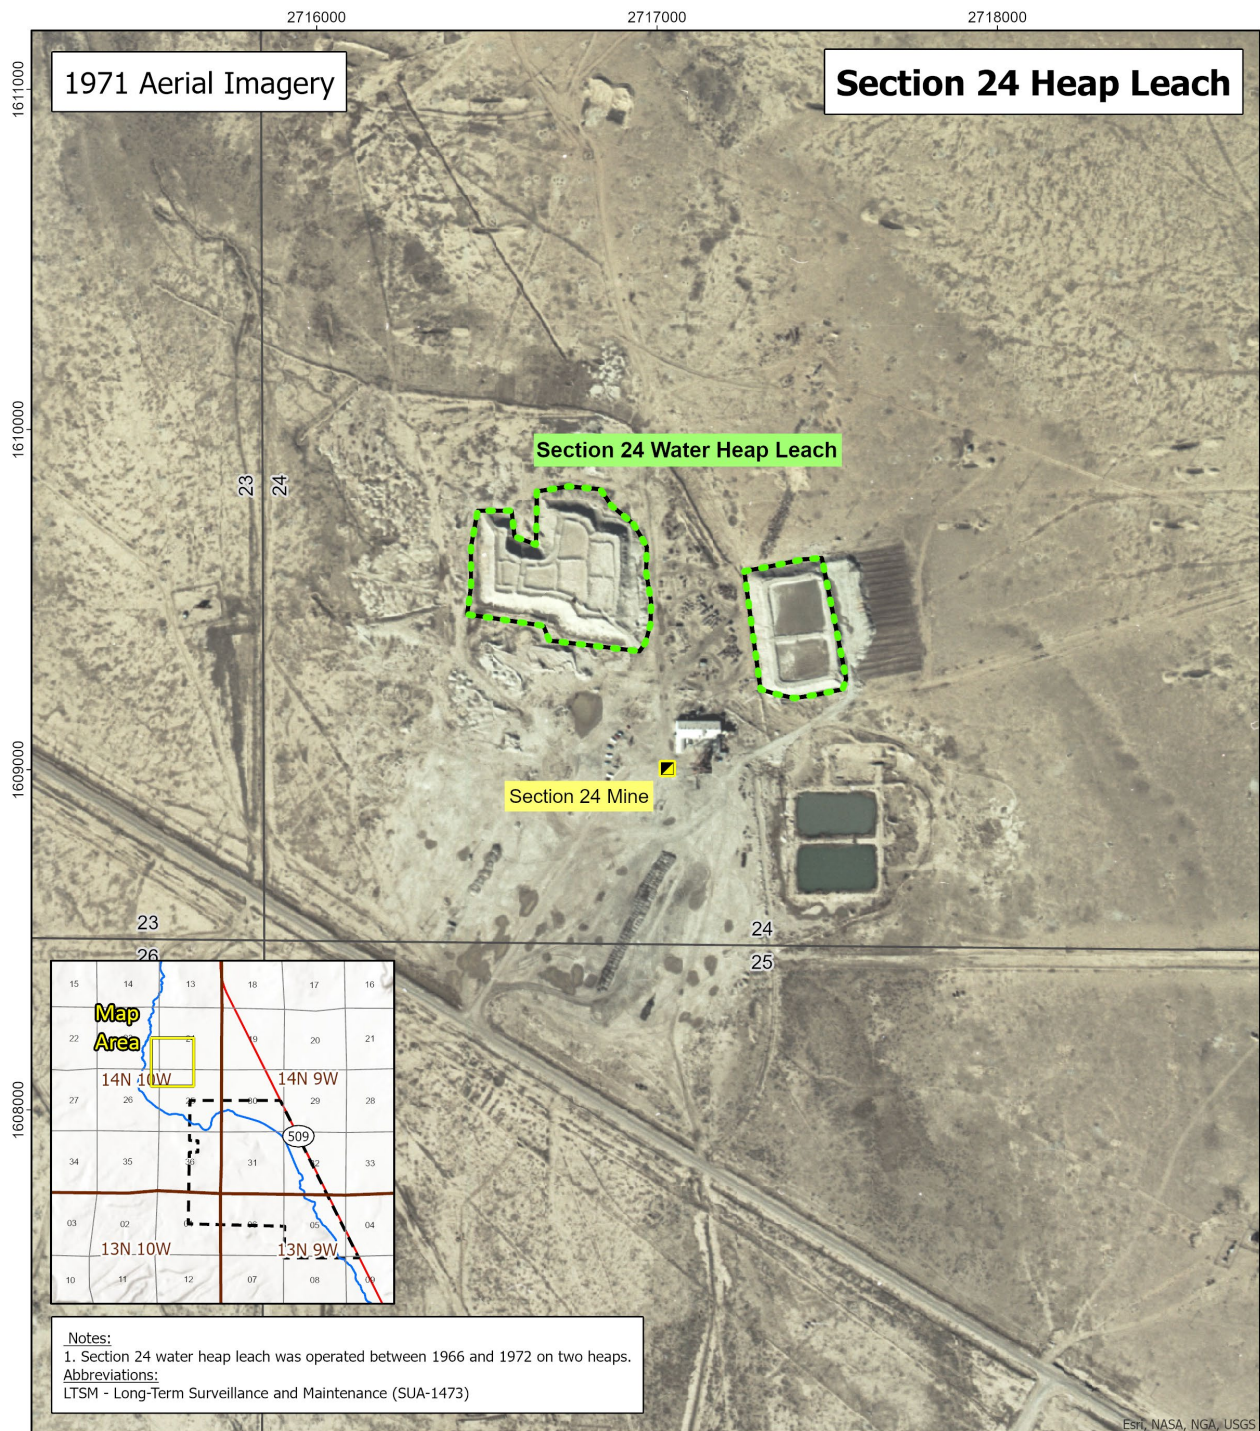 2716000
2717000
2718000
1611000
1610000
1609000
1608000
1971 Aerial Imagery
Section 24 Heap Leach
Section 24 Water Heap Leach
23
24
Section 24 Mine
23
24
26
25
15 14 13 18 17 16
Map
Area
22 19 20 21
14N 10W
14N 9W
27 26 29 28
509
34 35 36 31 33
03 02 05 04
13N 10W
13N 9W
10 11 12 07 08 09
Notes:
1. Section 24 water heap leach was operated between 1966 and 1972 on two heaps.
Abbreviations:
LTSM - Long-Term Surveillance and Maintenance (SUA-1473)
Esri, NASA, NGA, USGS